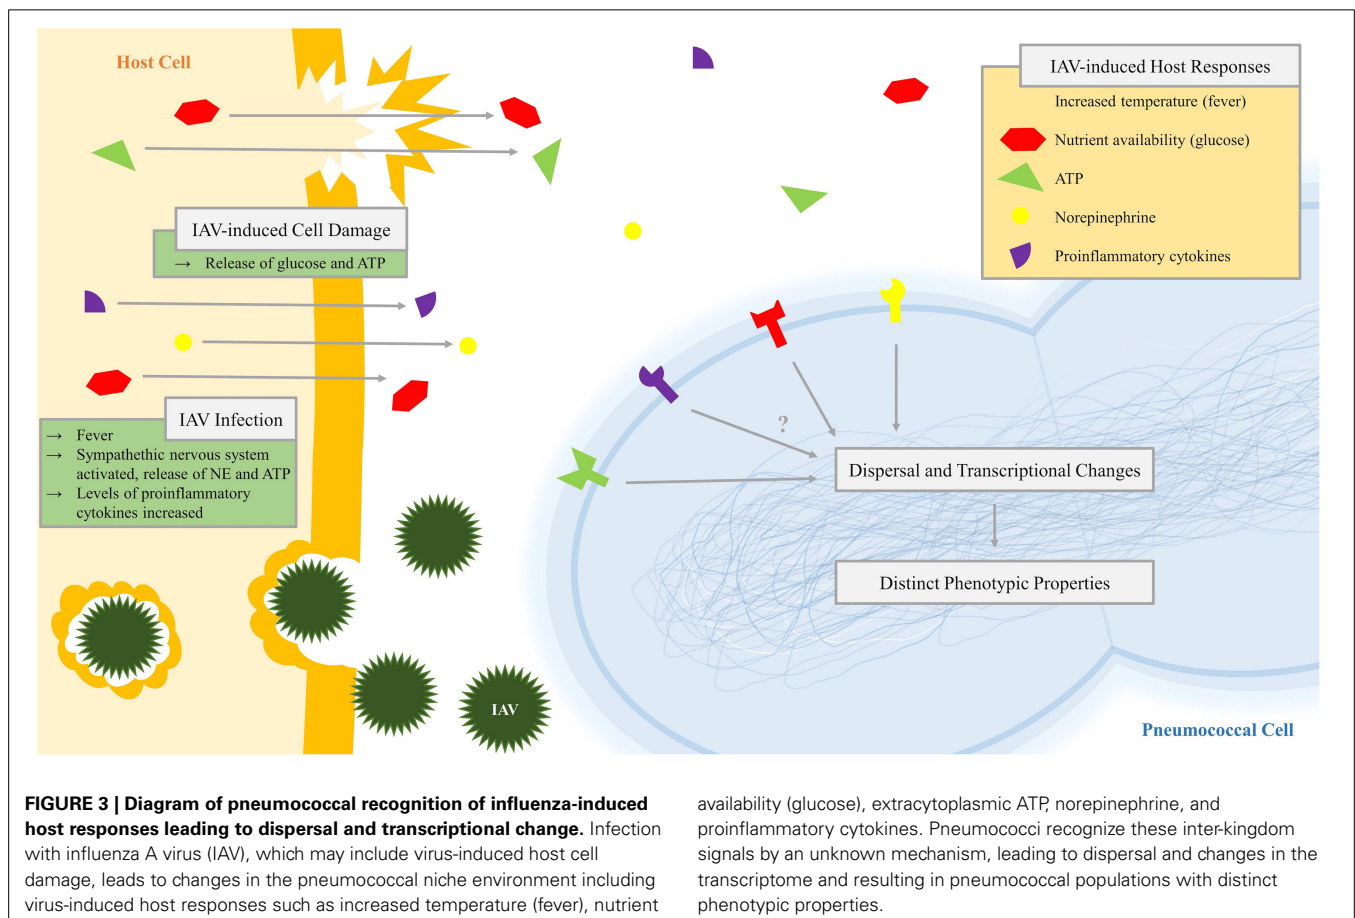 Host Cell
IAV-induced Cell Damage
→ Release of glucose and ATP
IAV Infection
→ Fever
→ Sympathethic nervous system
activated, release of NE and ATP
→ Levels of proinflammatory
cytokines increased
IAV
IAV-induced Host Responses
Increased temperature (fever)
Nutrient availability (glucose)
ATP
Norepinephrine
Proinflammatory cytokines
?
Dispersal and Transcriptional Changes
Distinct Phenotypic Properties
Pneumococcal Cell
FIGURE 3 | Diagram of pneumococcal recognition of influenza-induced
host responses leading to dispersal and transcriptional change. Infection
with influenza A virus (IAV), which may include virus-induced host cell
damage, leads to changes in the pneumococcal niche environment including
virus-induced host responses such as increased temperature (fever), nutrient
availability (glucose), extracytoplasmic ATP, norepinephrine, and
proinflammatory cytokines. Pneumococci recognize these inter-kingdom
signals by an unknown mechanism, leading to dispersal and changes in the
transcriptome and resulting in pneumococcal populations with distinct
phenotypic properties.